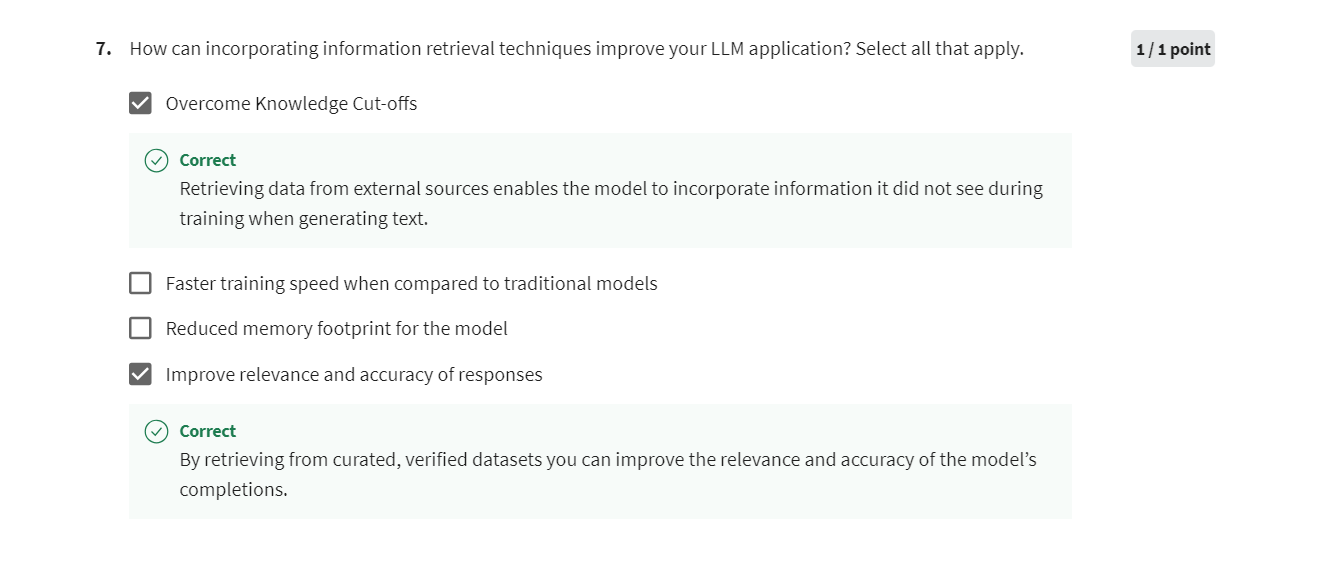 7. How can incorporating information retrieval techniques improve your LLM application? Select all that apply.
1 / 1 point
Overcome Knowledge Cut-offs
Correct
Retrieving data from external sources enables the model to incorporate information it did not see during
training when generating text.
Faster training speed when compared to traditional models
Reduced memory footprint for the model
Improve relevance and accuracy of responses
Correct
By retrieving from curated, verified datasets you can improve the relevance and accuracy of the model’s
completions.